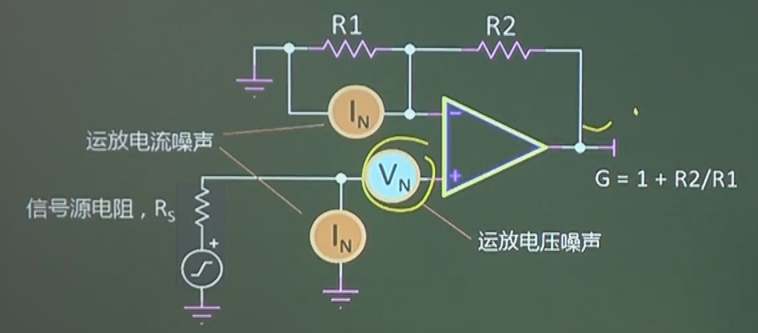 R1
R2
I_N
运放电流噪声
−
V_N
+
G = 1 + R2/R1
信号源电阻，R_S
I_N
+
运放电压噪声